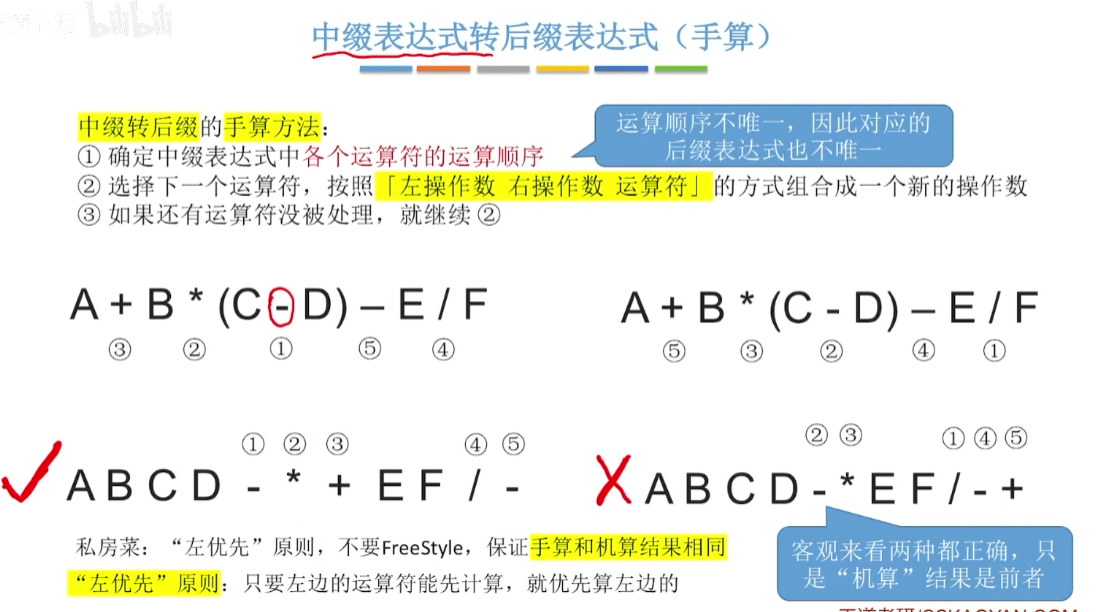 bilibili
中缀表达式转后缀表达式（手算）
中缀转后缀的手算方法：
① 确定中缀表达式中各个运算符的运算顺序
② 选择下一个运算符，按照「左操作数 右操作数 运算符」的方式组合成一个新的操作数
③ 如果还有运算符没被处理，就继续 ②
运算顺序不唯一，因此对应的
后缀表达式也不唯一
A + B * (C - D) – E / F
③ ② ① ⑤ ④
A + B * (C - D) – E / F
⑤ ③ ② ④ ①
① ② ③ ④ ⑤
A B C D - * + E F / -
② ③ ① ④ ⑤
A B C D - * E F / - +
私房菜：“左优先”原则，不要FreeStyle，保证手算和机算结果相同
“左优先”原则：只要左边的运算符能先计算，就优先算左边的
客观来看两种都正确，只
是“机算”结果是前者